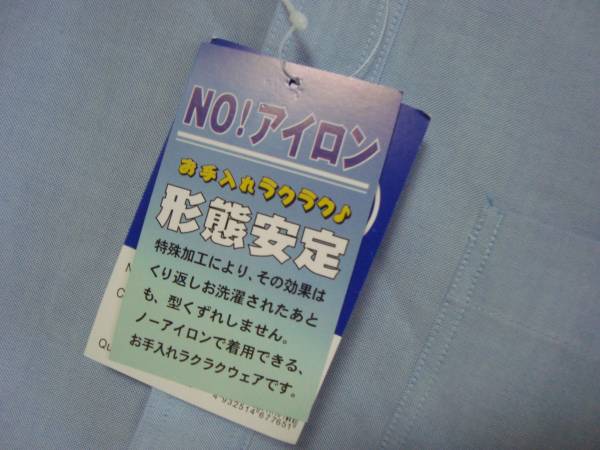 NO!アイロン
お手入れラクラク♪
形態安定
特殊加工により、その効果は
くり返しお洗濯されたあと
も、型くずれしません。
ノーアイロンで着用できる、
お手入れラクラクウェアです。
4 932514 677651